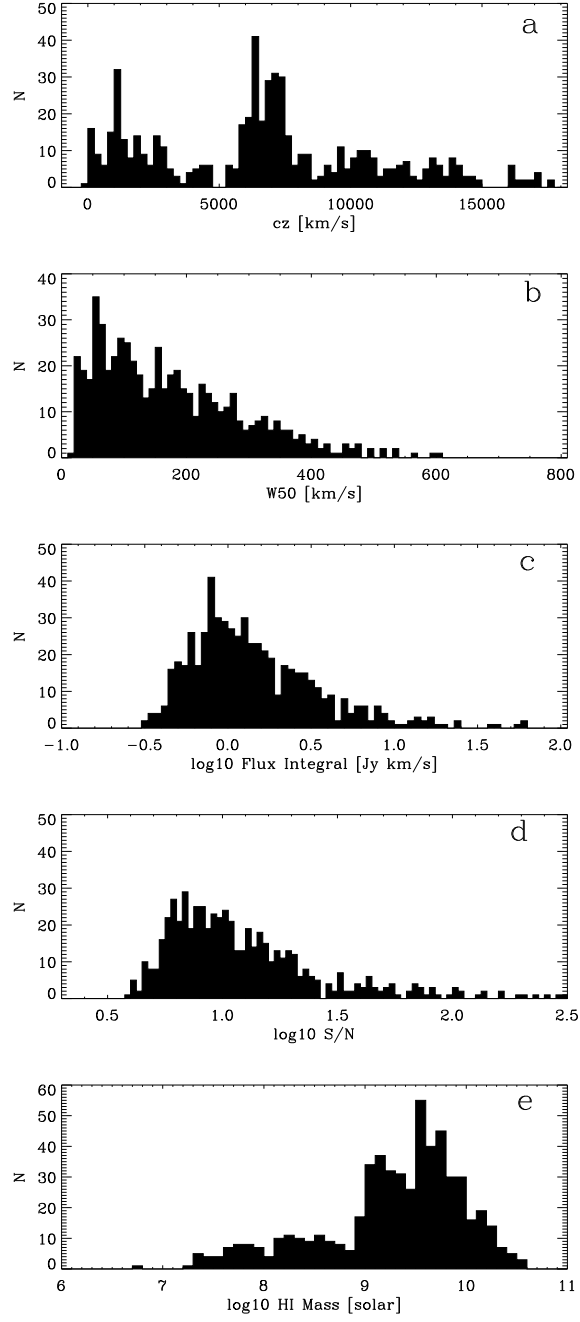 a
50
40
30
20
10
0
N
0 5000 10000 15000
cz [km/s]
b
40
30
20
10
0
N
0 200 400 600 800
W50 [km/s]
c
50
40
30
20
10
0
N
−1.0 −0.5 0.0 0.5 1.0 1.5 2.0
log10 Flux Integral [Jy km/s]
d
50
40
30
20
10
0
N
0.5 1.0 1.5 2.0 2.5
log10 S/N
e
60
50
40
30
20
10
0
N
6 7 8 9 10 11
log10 HI Mass [solar]